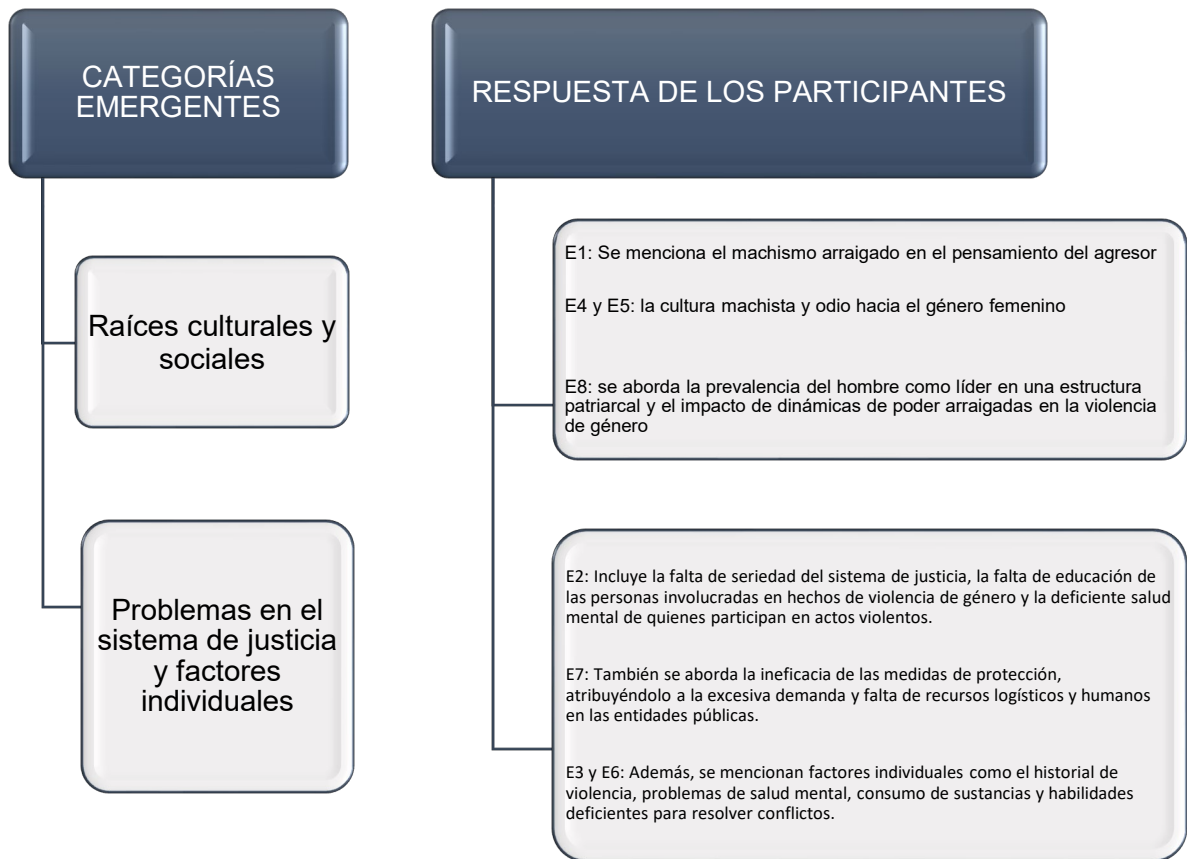 CATEGORÍAS
EMERGENTES
RESPUESTA DE LOS PARTICIPANTES
Raíces culturales y
sociales
E1: Se menciona el machismo arraigado en el pensamiento del agresor
E4 y E5: la cultura machista y odio hacia el género femenino
E8: se aborda la prevalencia del hombre como líder en una estructura
patriarcal y el impacto de dinámicas de poder arraigadas en la violencia
de género
Problemas en el
sistema de justicia
y factores
individuales
E2: Incluye la falta de seriedad del sistema de justicia, la falta de educación de
las personas involucradas en hechos de violencia de género y la deficiente salud
mental de quienes participan en actos violentos.
E7: También se aborda la ineficacia de las medidas de protección,
atribuyéndolo a la excesiva demanda y falta de recursos logísticos y humanos
en las entidades públicas.
E3 y E6: Además, se mencionan factores individuales como el historial de
violencia, problemas de salud mental, consumo de sustancias y habilidades
deficientes para resolver conflictos.